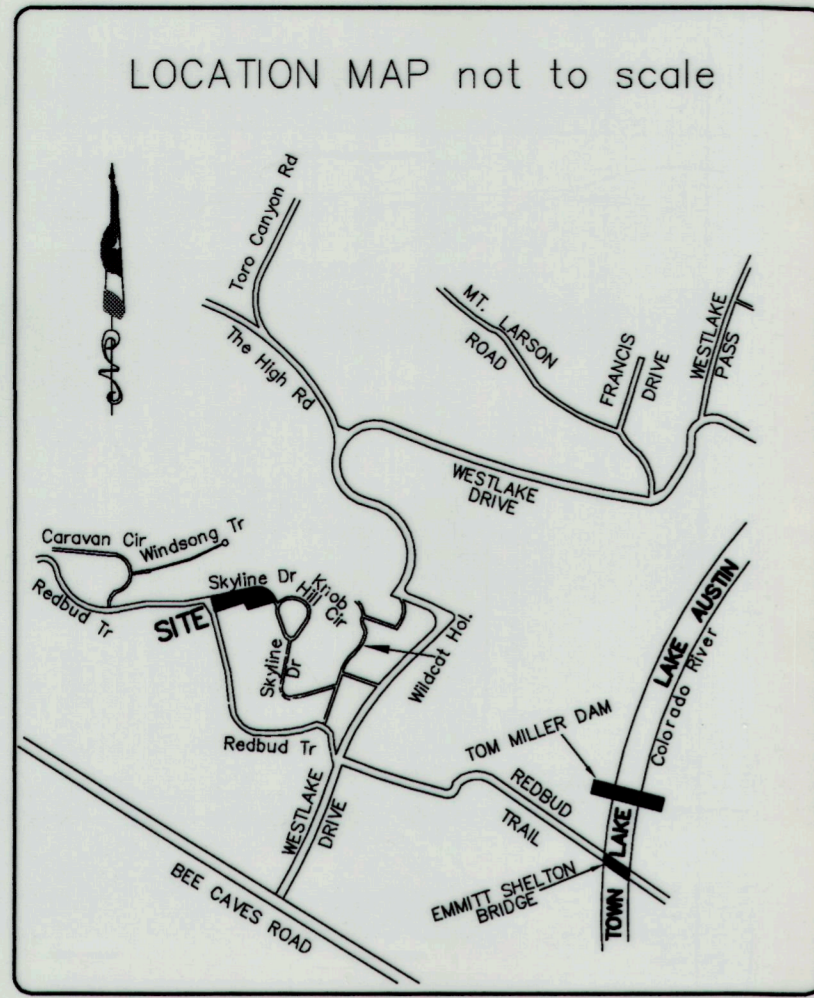 LOCATION MAP not to scale
Toro Canyon Rd
The High Rd
MT. LARSON
ROAD
FRANCIS
DRIVE
WESTLAKE
PASS
WESTLAKE
DRIVE
Caravan Cir
Windsong Tr
Redbud Tr
SITE
Skyline Dr
Knob
Hill Cir
Skyline
Dr
Wildcat Hol.
Redbud Tr
LAKE AUSTIN
Colorado River
TOM MILLER DAM
REDBUD
TRAIL
WESTLAKE
DRIVE
BEE CAVES ROAD
EMMITT SHELTON
BRIDGE
TOWN LAKE